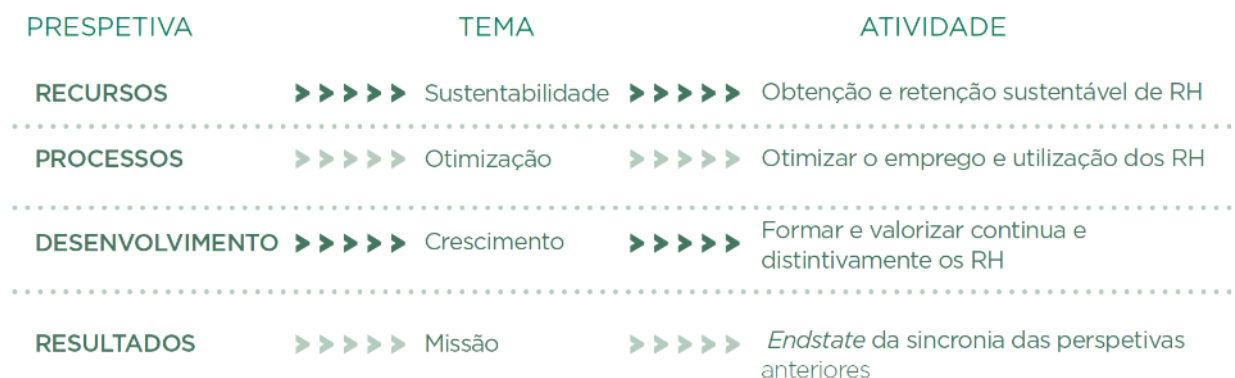 PRESPETIVA TEMA ATIVIDADE
RECURSOS > > > > > Sustentabilidade > > > > > Obtenção e retenção sustentável de RH
PROCESSOS > > > > > Otimização > > > > > Otimizar o emprego e utilização dos RH
DESENVOLVIMENTO > > > > > Crescimento > > > > > Formar e valorizar continua e
distintivamente os RH
RESULTADOS > > > > > Missão > > > > > Endstate da sincronia das perspetivas
anteriores